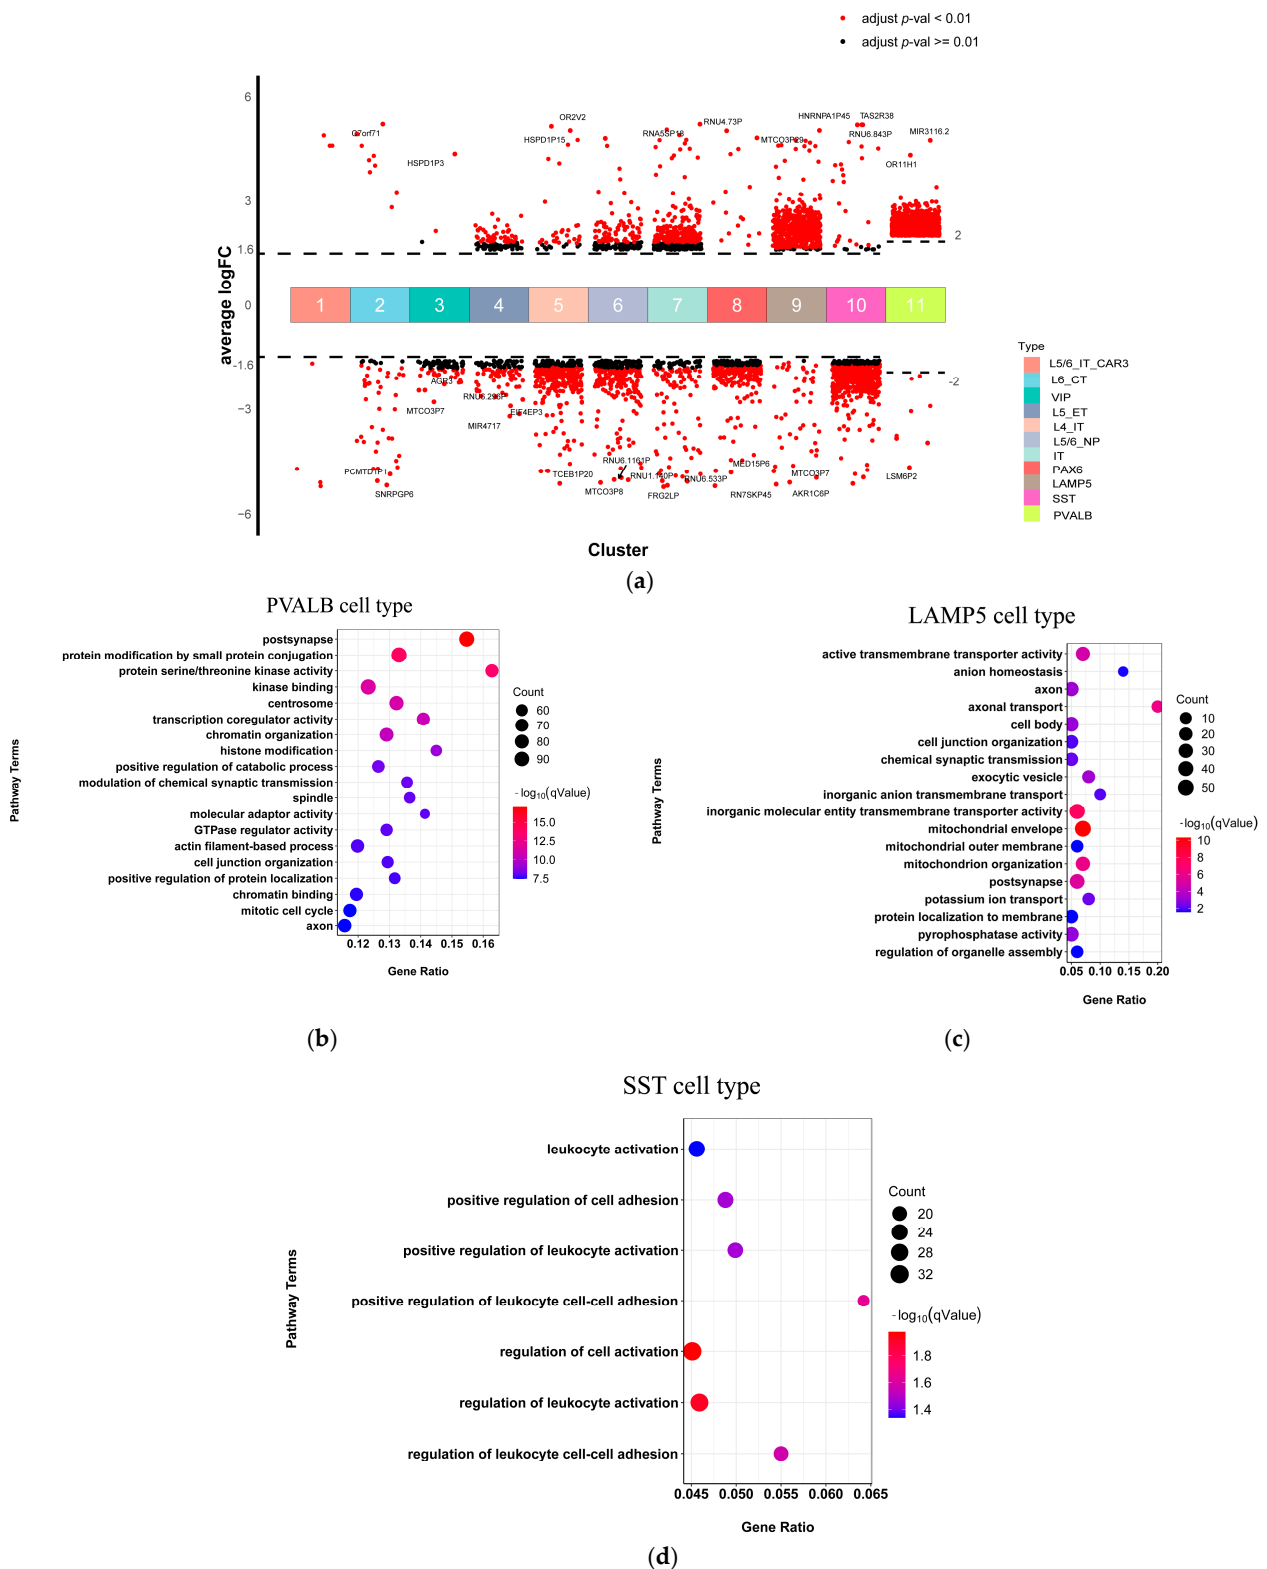 adjust p-val < 0.01
adjust p-val >= 0.01
average logFC
6
3
1.6
0
-1.6
-3
-6
C7orf71
HSPD1P3
HSPD1P15
OR2V2
RNA5SP18
RNU4.73P
MTCO3P29
HNRNPA1P45
TAS2R38
RNU6.843P
MIR3116.2
OR11H1
2
1 2 3 4 5 6 7 8 9 10 11
-2
AGR3
MTCO3P7
RNU6.296P
MIR4717
EIF4EP3
PCMTD1P1
SNRPGP6
TCEB1P20
RNU6.1161P
MTCO3P8
RNU1.140P
FRG2LP
RNU6.533P
MED15P6
RN7SKP45
MTCO3P7
AKR1C6P
LSM6P2
Type
L5/6_IT_CAR3
L6_CT
VIP
L5_ET
L4_IT
L5/6_NP
IT
PAX6
LAMP5
SST
PVALB
Cluster
(a)
PVALB cell type
Pathway Terms
postsynapse
protein modification by small protein conjugation
protein serine/threonine kinase activity
kinase binding
centrosome
transcription coregulator activity
chromatin organization
histone modification
positive regulation of catabolic process
modulation of chemical synaptic transmission
spindle
molecular adaptor activity
GTPase regulator activity
actin filament-based process
cell junction organization
positive regulation of protein localization
chromatin binding
mitotic cell cycle
axon
0.12 0.13 0.14 0.15 0.16
Gene Ratio
Count
60
70
80
90
-log10(qValue)
15.0
12.5
10.0
7.5
(b)
LAMP5 cell type
Pathway Terms
active transmembrane transporter activity
anion homeostasis
axon
axonal transport
cell body
cell junction organization
chemical synaptic transmission
exocytic vesicle
inorganic anion transmembrane transport
inorganic molecular entity transmembrane transporter activity
mitochondrial envelope
mitochondrial outer membrane
mitochondrion organization
postsynapse
potassium ion transport
protein localization to membrane
pyrophosphatase activity
regulation of organelle assembly
0.05 0.10 0.15 0.20
Gene Ratio
Count
10
20
30
40
50
-log10(qValue)
10
8
6
4
2
(c)
SST cell type
Pathway Terms
leukocyte activation
positive regulation of cell adhesion
positive regulation of leukocyte activation
positive regulation of leukocyte cell-cell adhesion
regulation of cell activation
regulation of leukocyte activation
regulation of leukocyte cell-cell adhesion
0.045 0.050 0.055 0.060 0.065
Gene Ratio
Count
20
24
28
32
-log10(qValue)
1.8
1.6
1.4
(d)